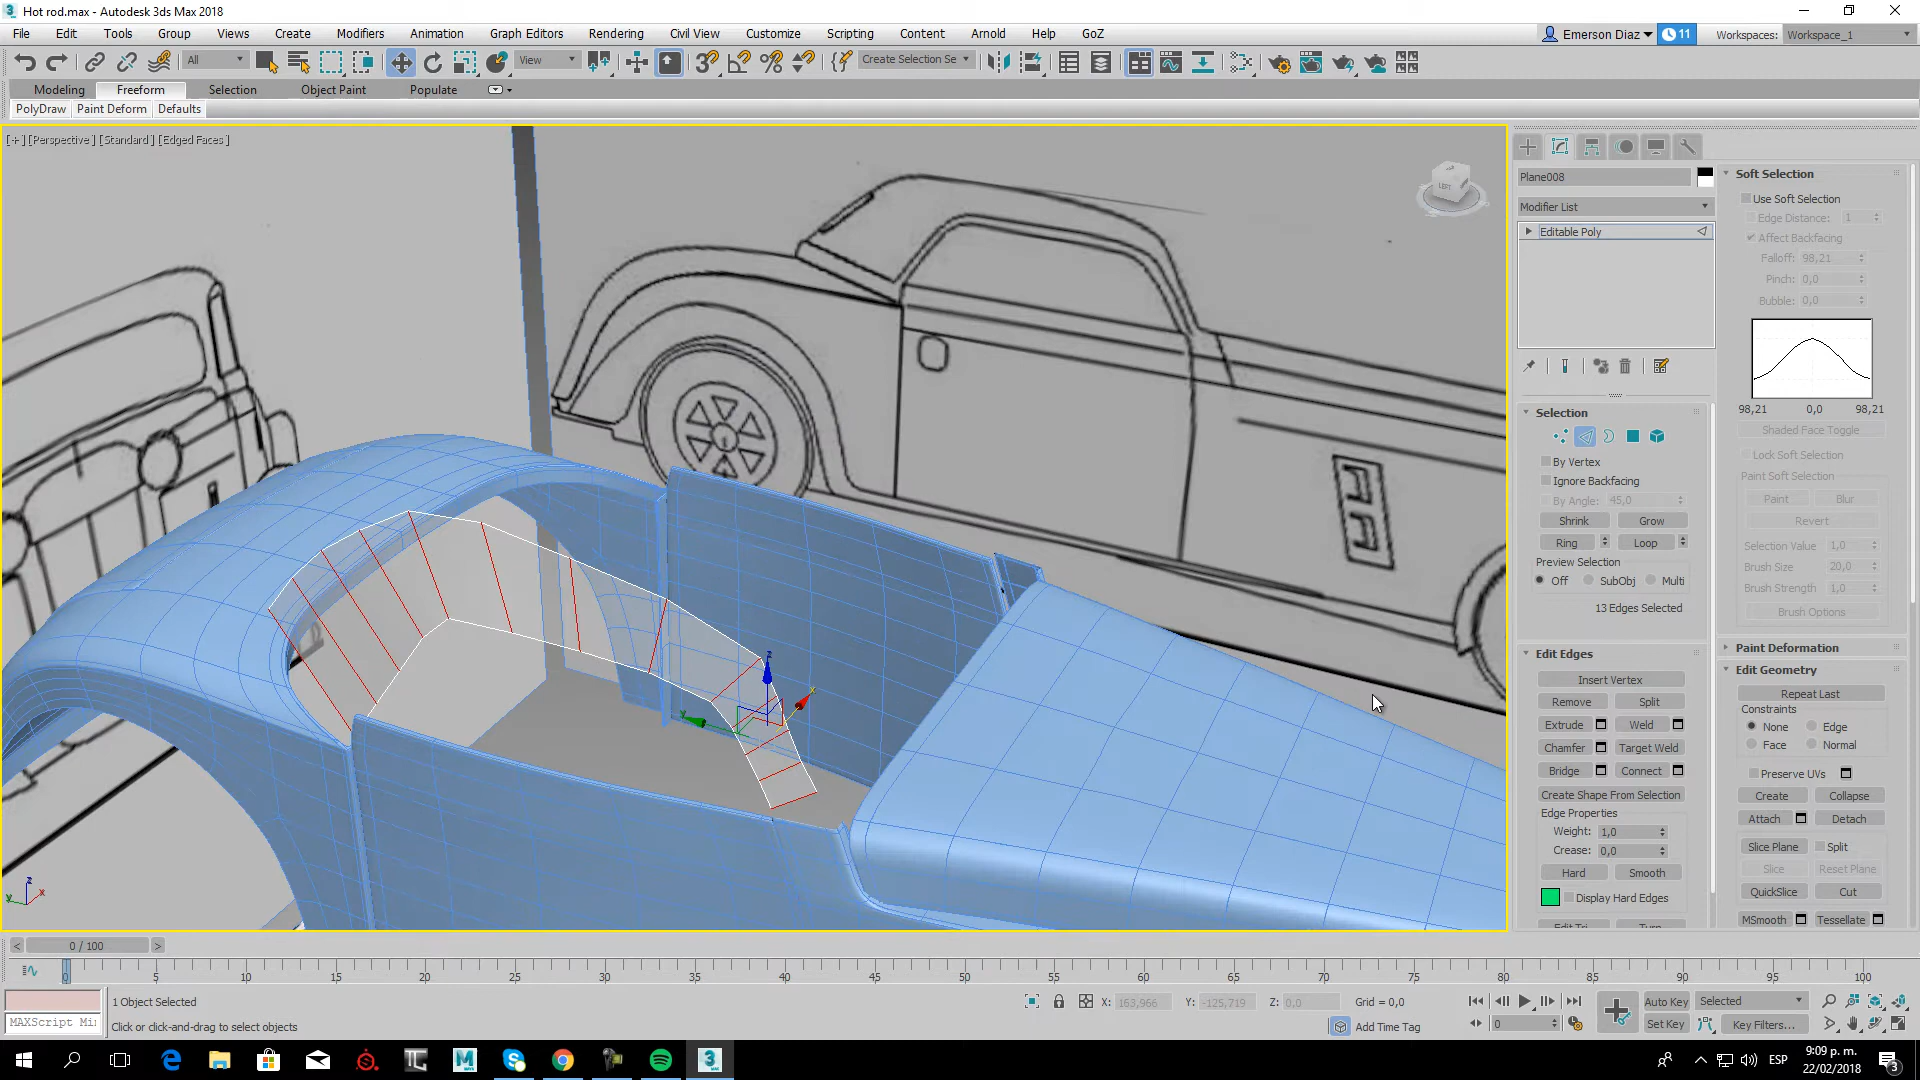 Hot rod.max - Autodesk 3ds Max 2018
File Edit Tools Group Views Create Modifiers Animation Graph Editors Rendering Civil View Customize Scripting Content Arnold Help GoZ
Emerson Diaz 11 Workspaces: Workspace_1
All View Create Selection Se
Modeling Freeform Selection Object Paint Populate
PolyDraw Paint Deform Defaults
[+] [Perspective] [Standard] [Edged Faces]
LEFT
Plane008
Modifier List
Editable Poly
Selection
By Vertex
Ignore Backfacing
By Angle: 45,0
Shrink Grow
Ring Loop
Preview Selection
Off SubObj Multi
13 Edges Selected
Edit Edges
Insert Vertex
Remove Split
Extrude Weld
Chamfer Target Weld
Bridge Connect
Create Shape From Selection
Edge Properties
Weight: 1,0
Crease: 0,0
Hard Smooth
Display Hard Edges
Edit Tri. Turn
Soft Selection
Use Soft Selection
Edge Distance: 1
Affect Backfacing
Falloff: 98,21
Pinch: 0,0
Bubble: 0,0
98,21 0,0 98,21
Shaded Face Toggle
Lock Soft Selection
Paint Soft Selection
Paint Blur
Revert
Selection Value 1,0
Brush Size 20,0
Brush Strength 1,0
Brush Options
Paint Deformation
Edit Geometry
Repeat Last
Constraints
None Edge
Face Normal
Preserve UVs
Create Collapse
Attach Detach
Slice Plane Split
Slice Reset Plane
QuickSlice Cut
MSmooth Tessellate
z
x
y
z
x
y
< 0 / 100 >
0 5 10 15 20 25 30 35 40 45 50 55 60 65 70 75 80 85 90 95 100
1 Object Selected
X: 163,966 Y: -125,719 Z: 0,0 Grid = 0,0
Auto Key Selected
MAXScript Mi
Click or click-and-drag to select objects
Add Time Tag
0
Set Key Key Filters...
ESP
9:09 p. m.
22/02/2018
3